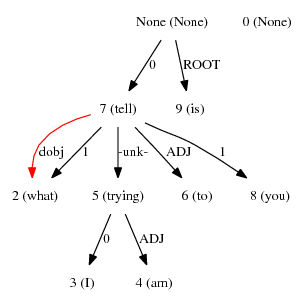 None (None) 0 (None)
0 ROOT
7 (tell) 9 (is)
dobj 1 -unk- ADJ 1
2 (what) 5 (trying) 6 (to) 8 (you)
0 ADJ
3 (I) 4 (am)